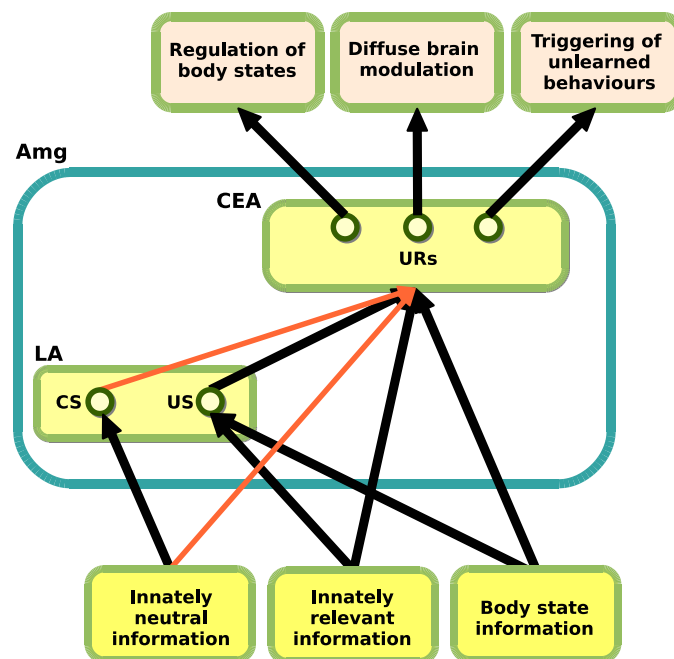 Regulation of
body states
Diffuse brain
modulation
Triggering of
unlearned
behaviours
Amg
CEA
URs
LA
CS
US
Innately
neutral
information
Innately
relevant
information
Body state
information